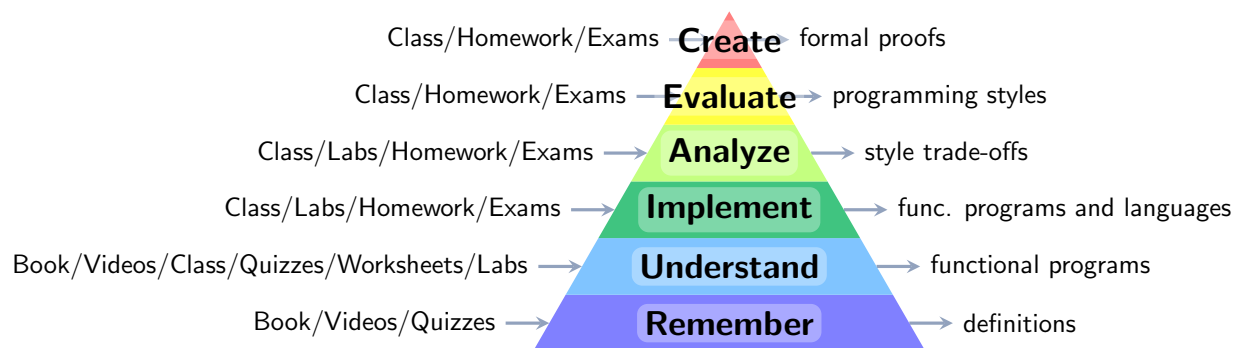 Class/Homework/Exams Create formal proofs
Class/Homework/Exams Evaluate programming styles
Class/Labs/Homework/Exams Analyze style trade-offs
Class/Labs/Homework/Exams Implement func. programs and languages
Book/Videos/Class/Quizzes/Worksheets/Labs Understand functional programs
Book/Videos/Quizzes Remember definitions